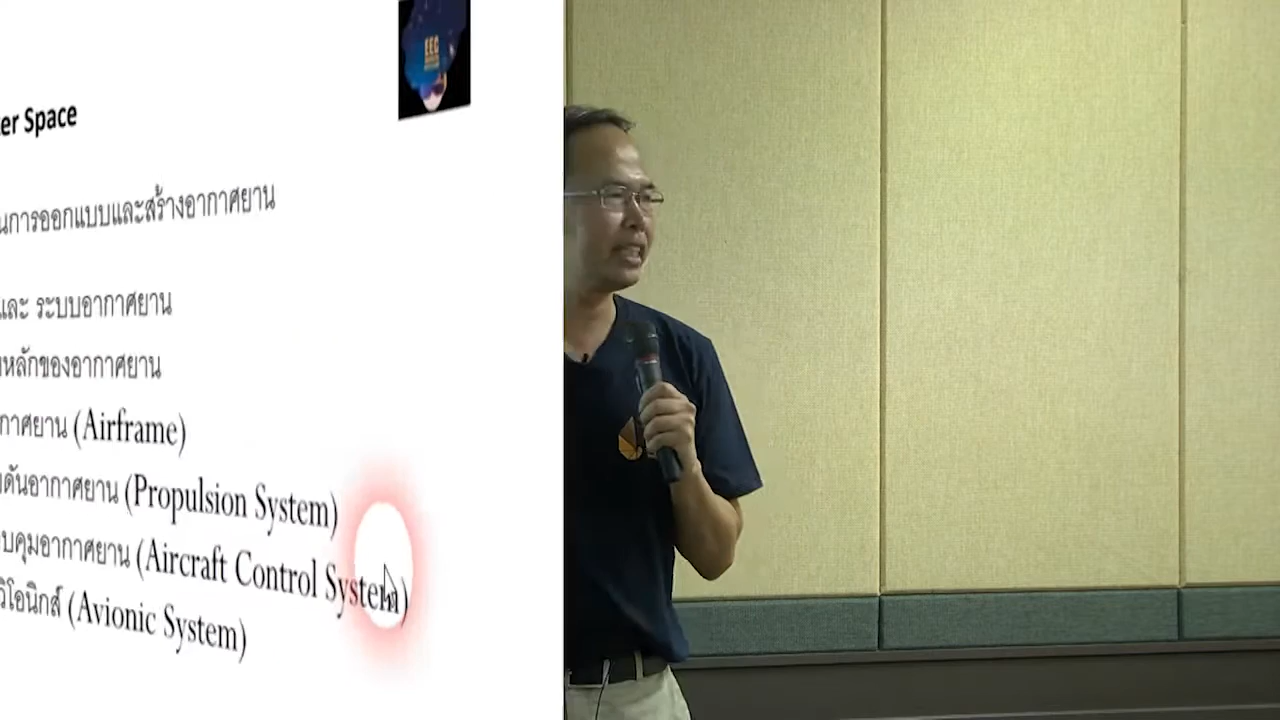 EEC
er Space
นการออกแบบและสร้างอากาศยาน
และ ระบบอากาศยาน
หลักของอากาศยาน
กาศยาน (Airframe)
ดันอากาศยาน (Propulsion System)
บคุมอากาศยาน (Aircraft Control System)
วิโอนิกส์ (Avionic System)